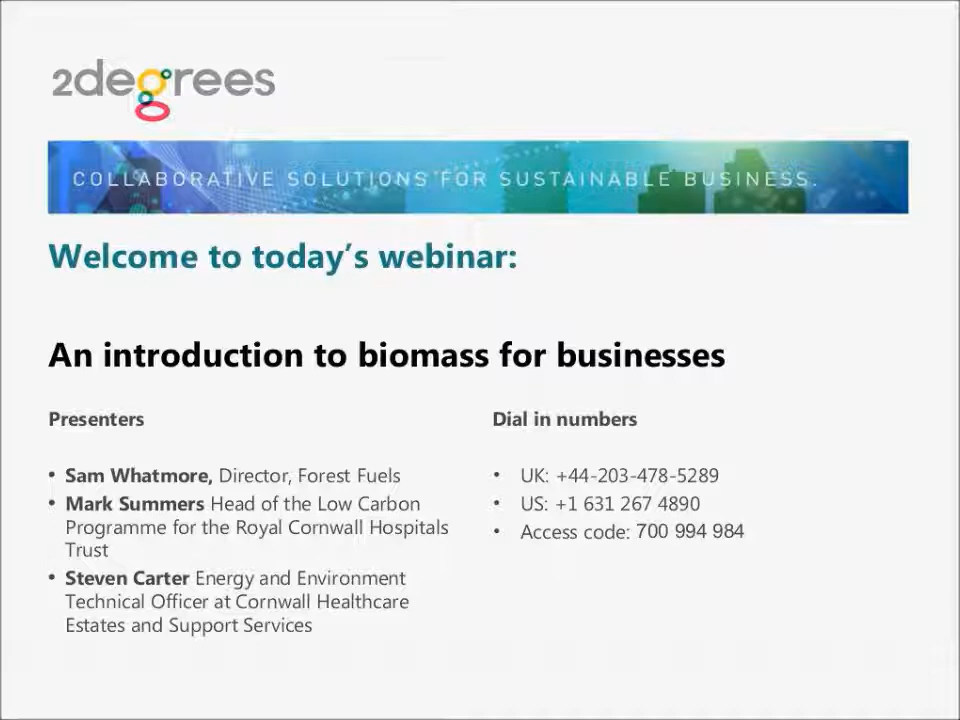 2degrees
COLLABORATIVE SOLUTIONS FOR SUSTAINABLE BUSINESS.
Welcome to today’s webinar:
An introduction to biomass for businesses
Presenters
• Sam Whatmore, Director, Forest Fuels
• Mark Summers Head of the Low Carbon
Programme for the Royal Cornwall Hospitals
Trust
• Steven Carter Energy and Environment
Technical Officer at Cornwall Healthcare
Estates and Support Services
Dial in numbers
• UK: +44-203-478-5289
• US: +1 631 267 4890
• Access code: 700 994 984